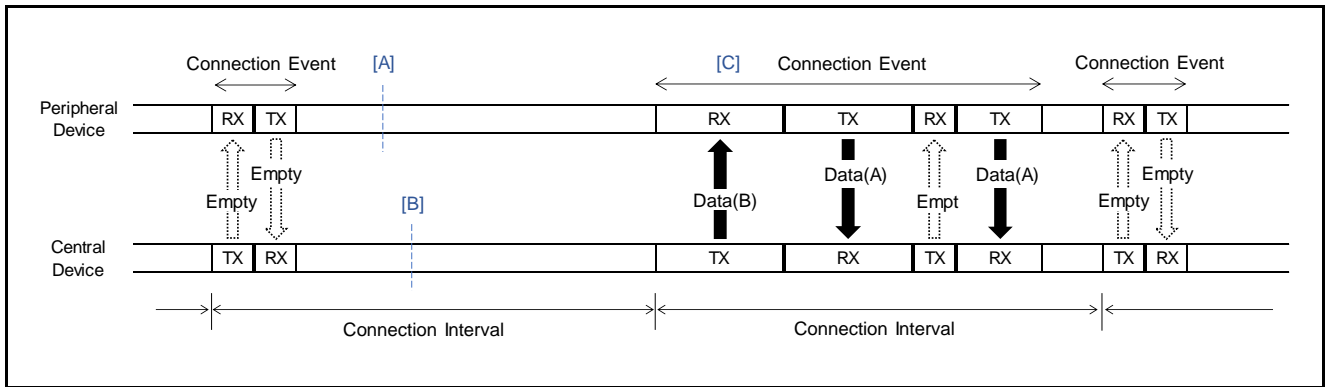 Connection Event
[A]
[C]
Connection Event
Connection Event
Peripheral
Device
RX
TX
RX
TX
RX
TX
RX
TX
Empty
Empty
[B]
Data(B)
Data(A)
Empt
Data(A)
Empty
Empty
Central
Device
TX
RX
TX
RX
TX
RX
TX
RX
Connection Interval
Connection Interval